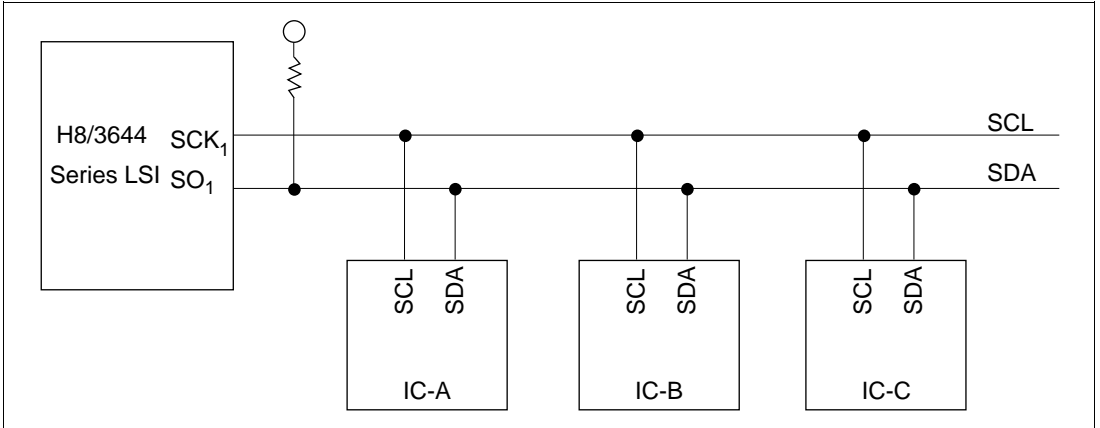 H8/3644 SCK1
Series LSI SO1
SCL
SDA
SCL SDA
IC-A
SCL SDA
IC-B
SCL SDA
IC-C